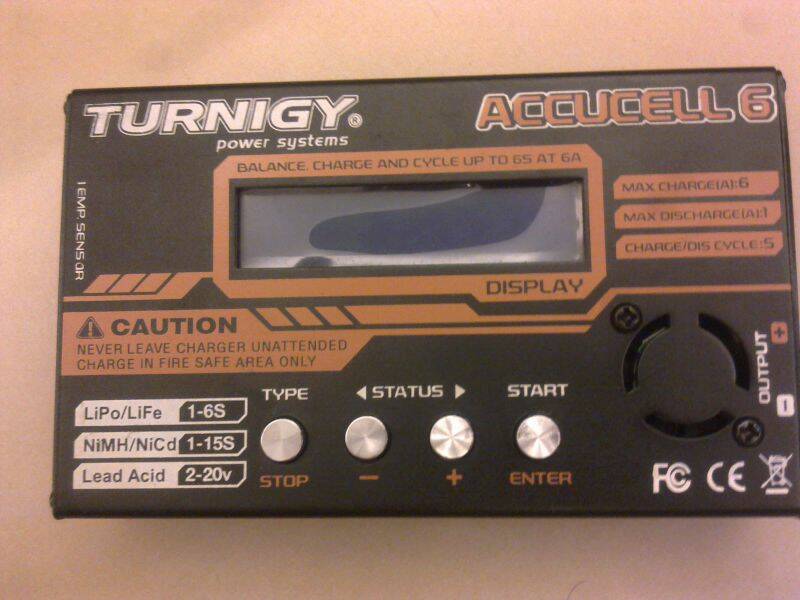 TURNIGY®
power systems
ACCUCELL 6
BALANCE, CHARGE AND CYCLE UP TO 6S AT 6A
MAX CHARGE(A):6
MAX DISCHARGE(A):1
CHARGE/DIS CYCLE:5
TEMP. SENSOR
DISPLAY
CAUTION
NEVER LEAVE CHARGER UNATTENDED
CHARGE IN FIRE SAFE AREA ONLY
OUTPUT + -
LiPo/LiFe 1-6S
NiMH/NiCd 1-15S
Lead Acid 2-20v
TYPE ◀ STATUS ▶ START
STOP - + ENTER
FC CE